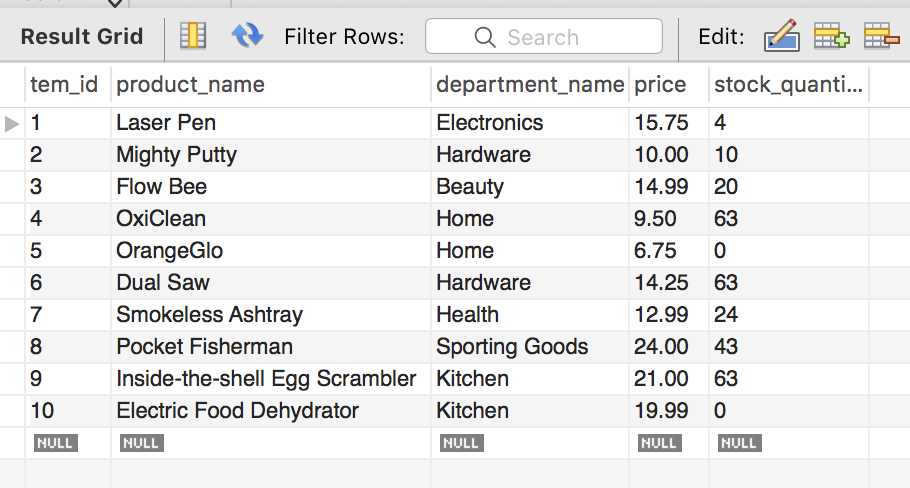 Result Grid Filter Rows: Search Edit:
tem_id product_name department_name price stock_quanti...
1 Laser Pen Electronics 15.75 4
2 Mighty Putty Hardware 10.00 10
3 Flow Bee Beauty 14.99 20
4 OxiClean Home 9.50 63
5 OrangeGlo Home 6.75 0
6 Dual Saw Hardware 14.25 63
7 Smokeless Ashtray Health 12.99 24
8 Pocket Fisherman Sporting Goods 24.00 43
9 Inside-the-shell Egg Scrambler Kitchen 21.00 63
10 Electric Food Dehydrator Kitchen 19.99 0
NULL NULL NULL NULL NULL